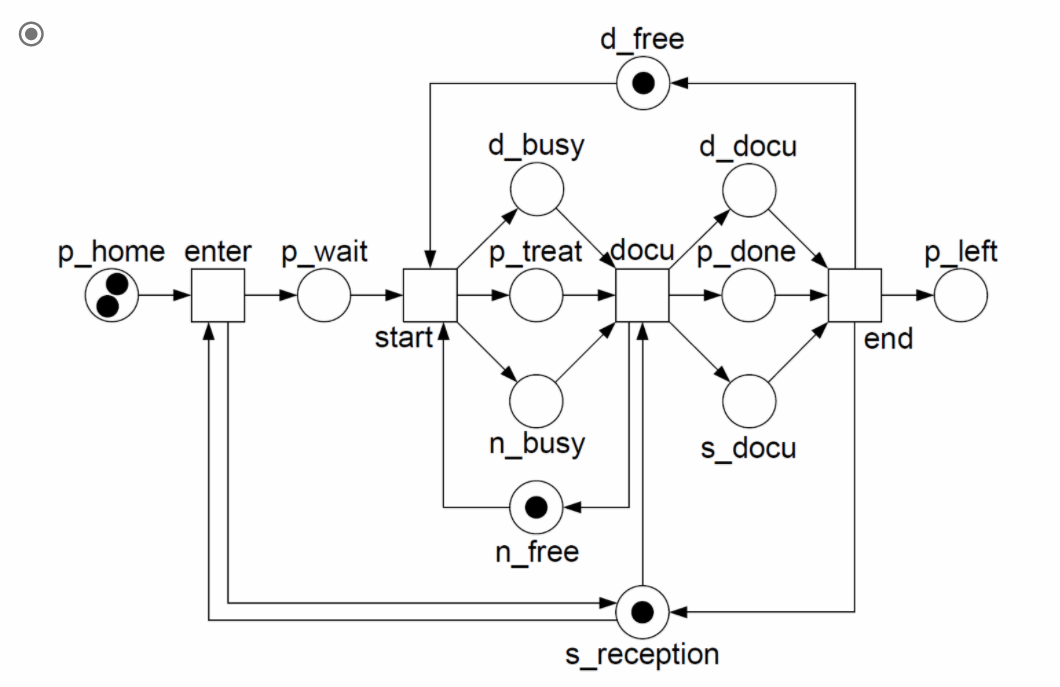 d_free
d_busy
d_docu
p_home
enter
p_wait
p_treat
docu
p_done
p_left
start
end
n_busy
s_docu
n_free
s_reception